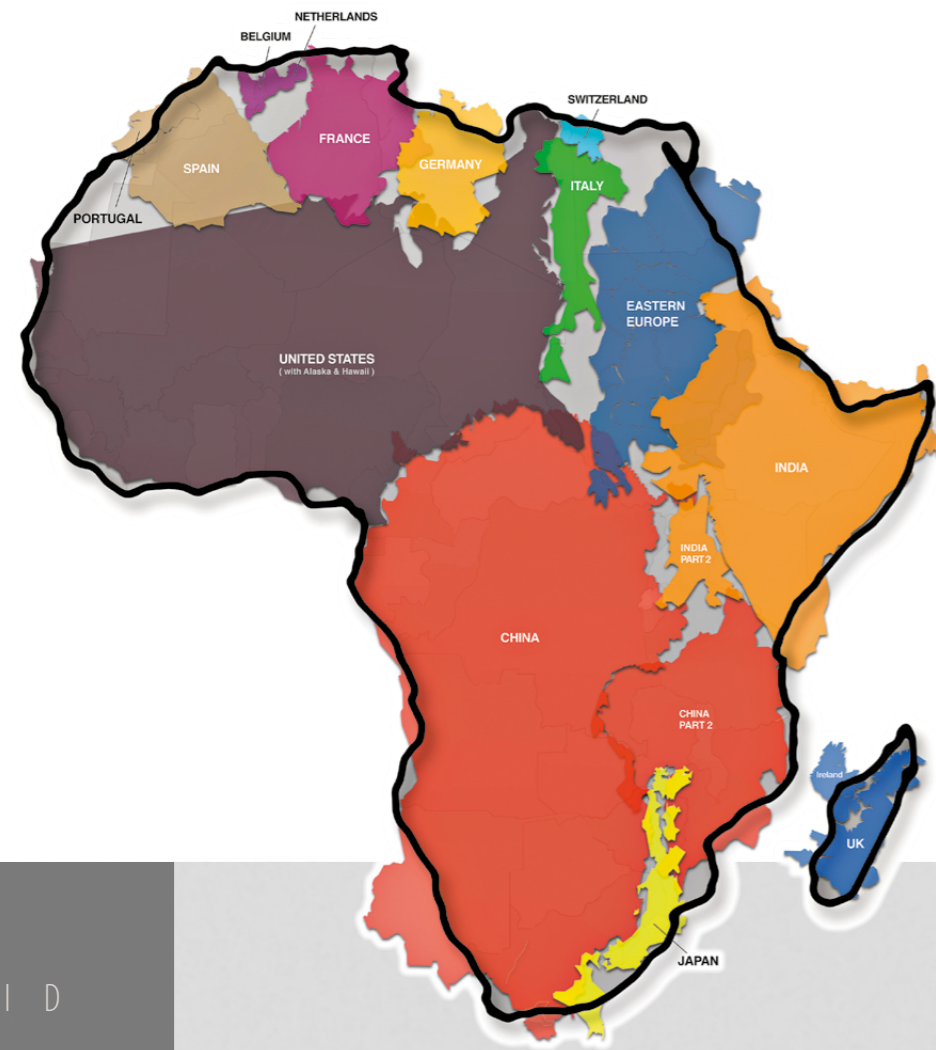 NETHERLANDS
BELGIUM
SWITZERLAND
FRANCE
GERMANY
SPAIN
ITALY
PORTUGAL
EASTERN
EUROPE
UNITED STATES
( with Alaska & Hawaii )
INDIA
INDIA
PART 2
CHINA
CHINA
PART 2
Ireland
UK
JAPAN
I D